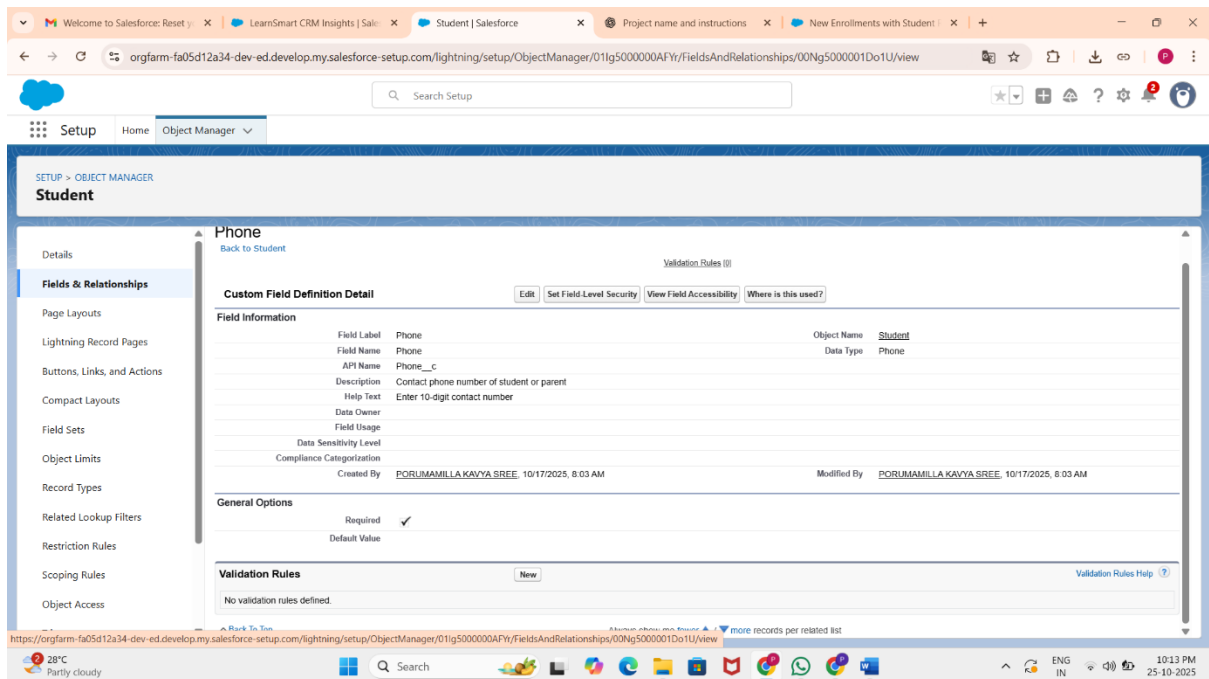 Welcome to Salesforce: Reset y
LearnSmart CRM Insights | Sale
Student | Salesforce
Project name and instructions
New Enrollments with Student
orgfarm-fa05d12a34-dev-ed.develop.my.salesforce-setup.com/lightning/setup/ObjectManager/01Ig5000000AFYr/FieldsAndRelationships/00Ng5000001Do1U/view
P
Search Setup
2
Setup
Home
Object Manager
SETUP > OBJECT MANAGER
Student
Details
Fields & Relationships
Page Layouts
Lightning Record Pages
Buttons, Links, and Actions
Compact Layouts
Field Sets
Object Limits
Record Types
Related Lookup Filters
Restriction Rules
Scoping Rules
Object Access
Phone
Back to Student
Validation Rules [0]
Custom Field Definition Detail
Edit Set Field-Level Security View Field Accessibility Where is this used?
Field Information
Field Label Phone Object Name Student
Field Name Phone Data Type Phone
API Name Phone__c
Description Contact phone number of student or parent
Help Text Enter 10-digit contact number
Data Owner
Field Usage
Data Sensitivity Level
Compliance Categorization
Created By PORUMAMILLA KAVYA SREE, 10/17/2025, 8:03 AM Modified By PORUMAMILLA KAVYA SREE, 10/17/2025, 8:03 AM
General Options
Required ✓
Default Value
Validation Rules New Validation Rules Help ?
No validation rules defined.
^ Back To Top Always show me fewer ▲ / ▼ more records per related list
https://orgfarm-fa05d12a34-dev-ed.develop.my.salesforce-setup.com/lightning/setup/ObjectManager/01Ig5000000AFYr/FieldsAndRelationships/00Ng5000001Do1U/view
2
28°C
Partly cloudy
Search
ENG
IN
10:13 PM
25-10-2025